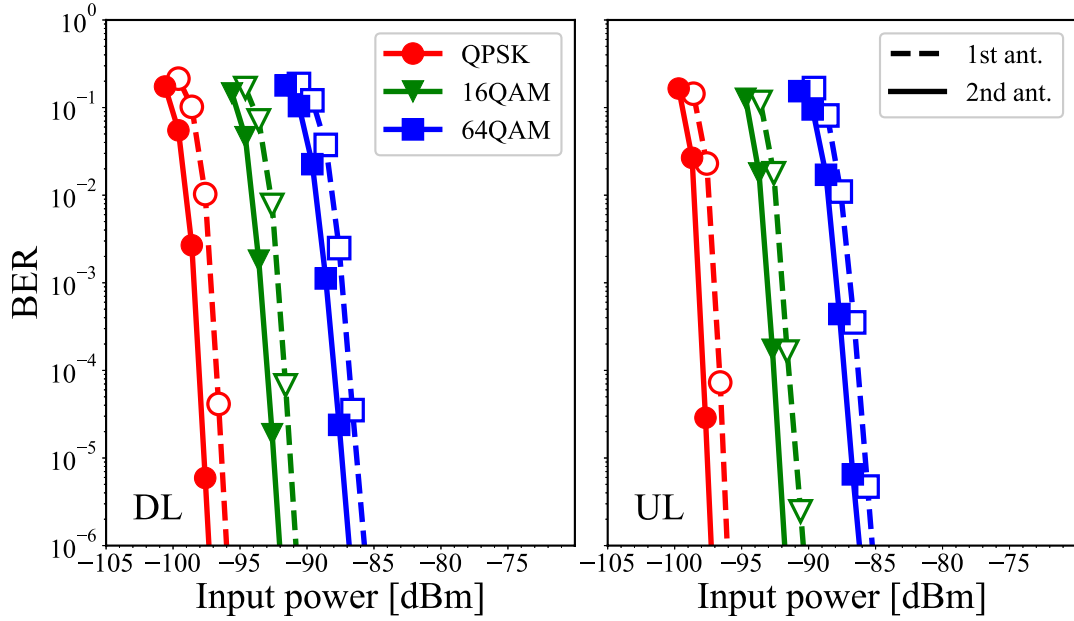 10⁰
10⁻¹
10⁻²
10⁻³
10⁻⁴
10⁻⁵
10⁻⁶
BER
QPSK
16QAM
64QAM
DL
−105 −100 −95 −90 −85 −80 −75
Input power [dBm]
1st ant.
2nd ant.
UL
−105 −100 −95 −90 −85 −80 −75
Input power [dBm]